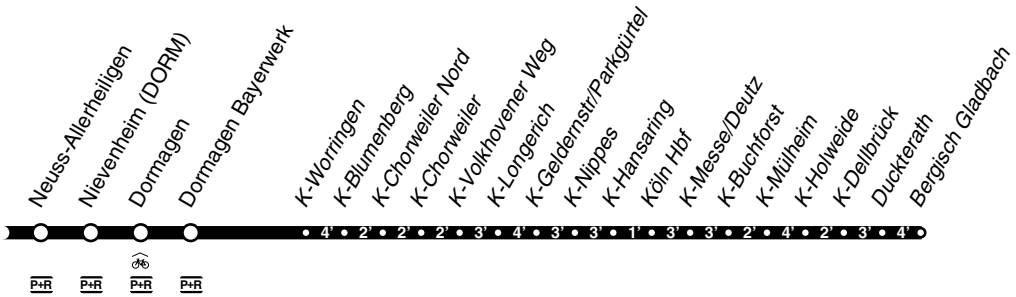 Neuss-Allerheiligen
Nievenheim (DORM)
Dormagen
Dormagen Bayerwerk
K-Worringen
K-Blumenberg
K-Chorweiler Nord
K-Chorweiler
K-Volkhovener Weg
K-Longerich
K-Geldernstr/Parkgürtel
K-Nippes
K-Hansaring
Köln Hbf
K-Messe/Deutz
K-Buchforst
K-Mülheim
K-Holweide
K-Dellbrück
Duckterath
Bergisch Gladbach
4' 2' 2' 2' 3' 4' 3' 3' 1' 3' 3' 2' 4' 2' 3' 4'
P+R P+R P+R P+R